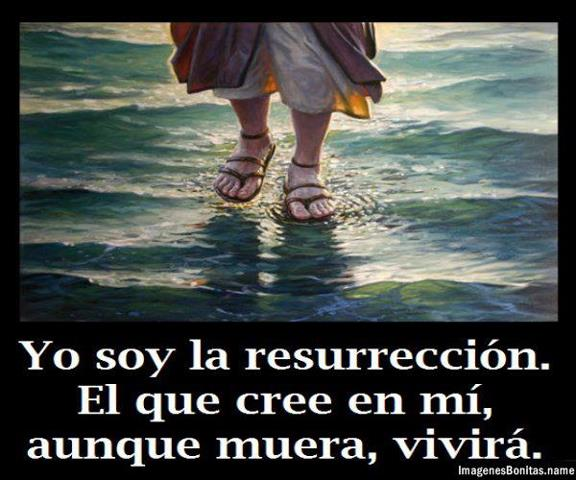 Yo soy la resurrección.
El que cree en mí,
aunque muera, vivirá.
ImagenesBonitas.name